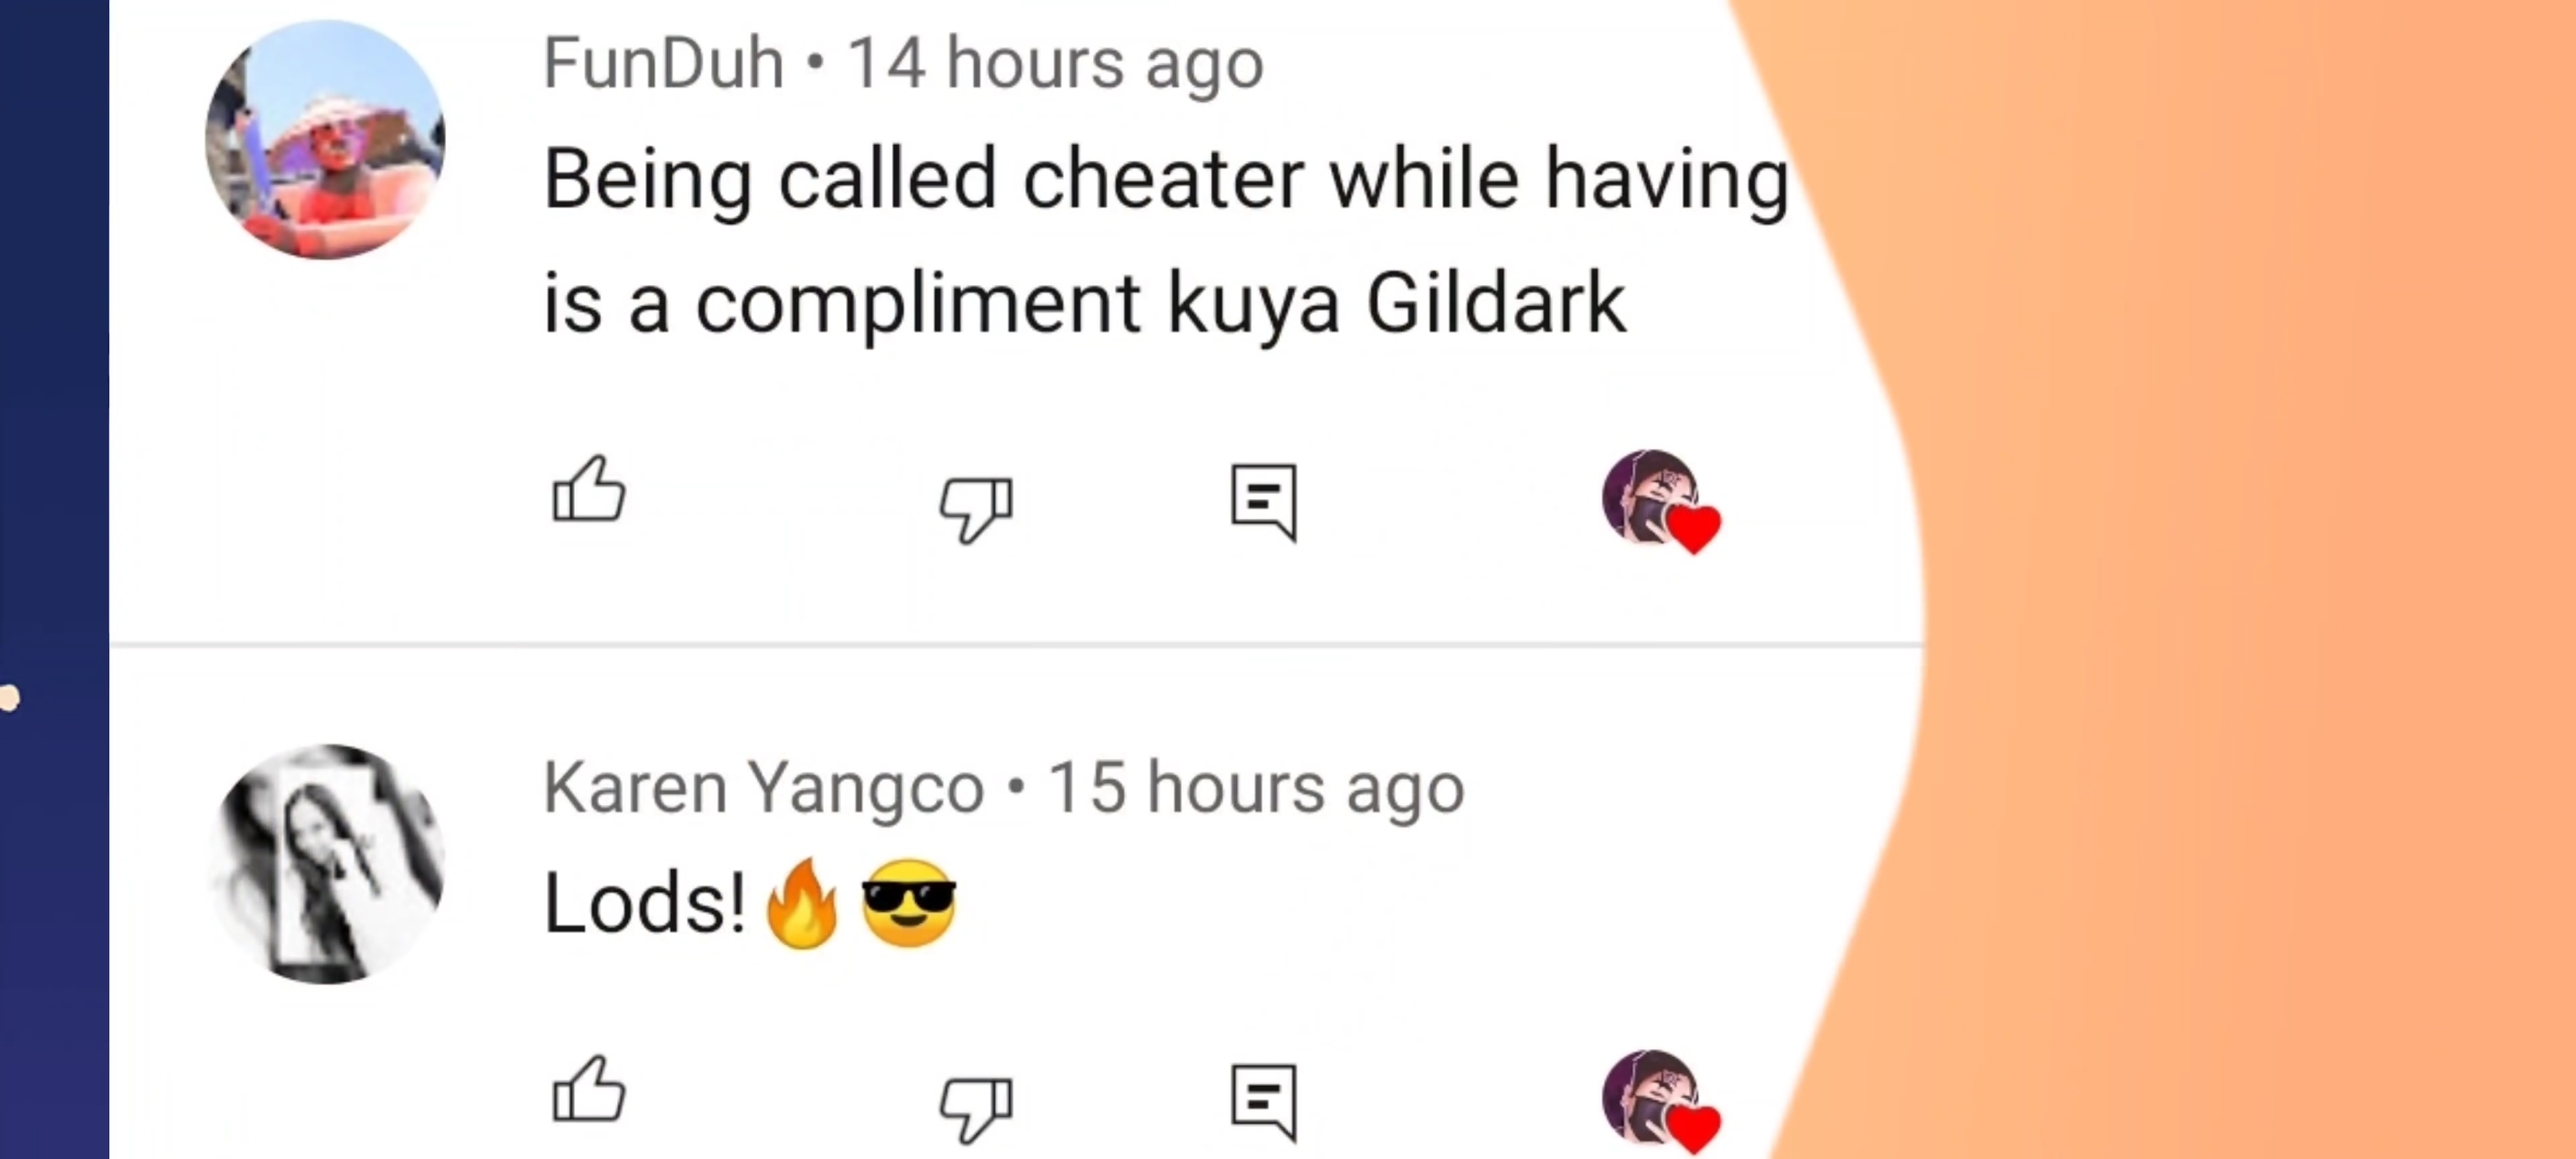 FunDuh • 14 hours ago
Being called cheater while having
is a compliment kuya Gildark
Karen Yangco • 15 hours ago
Lods!🔥😎